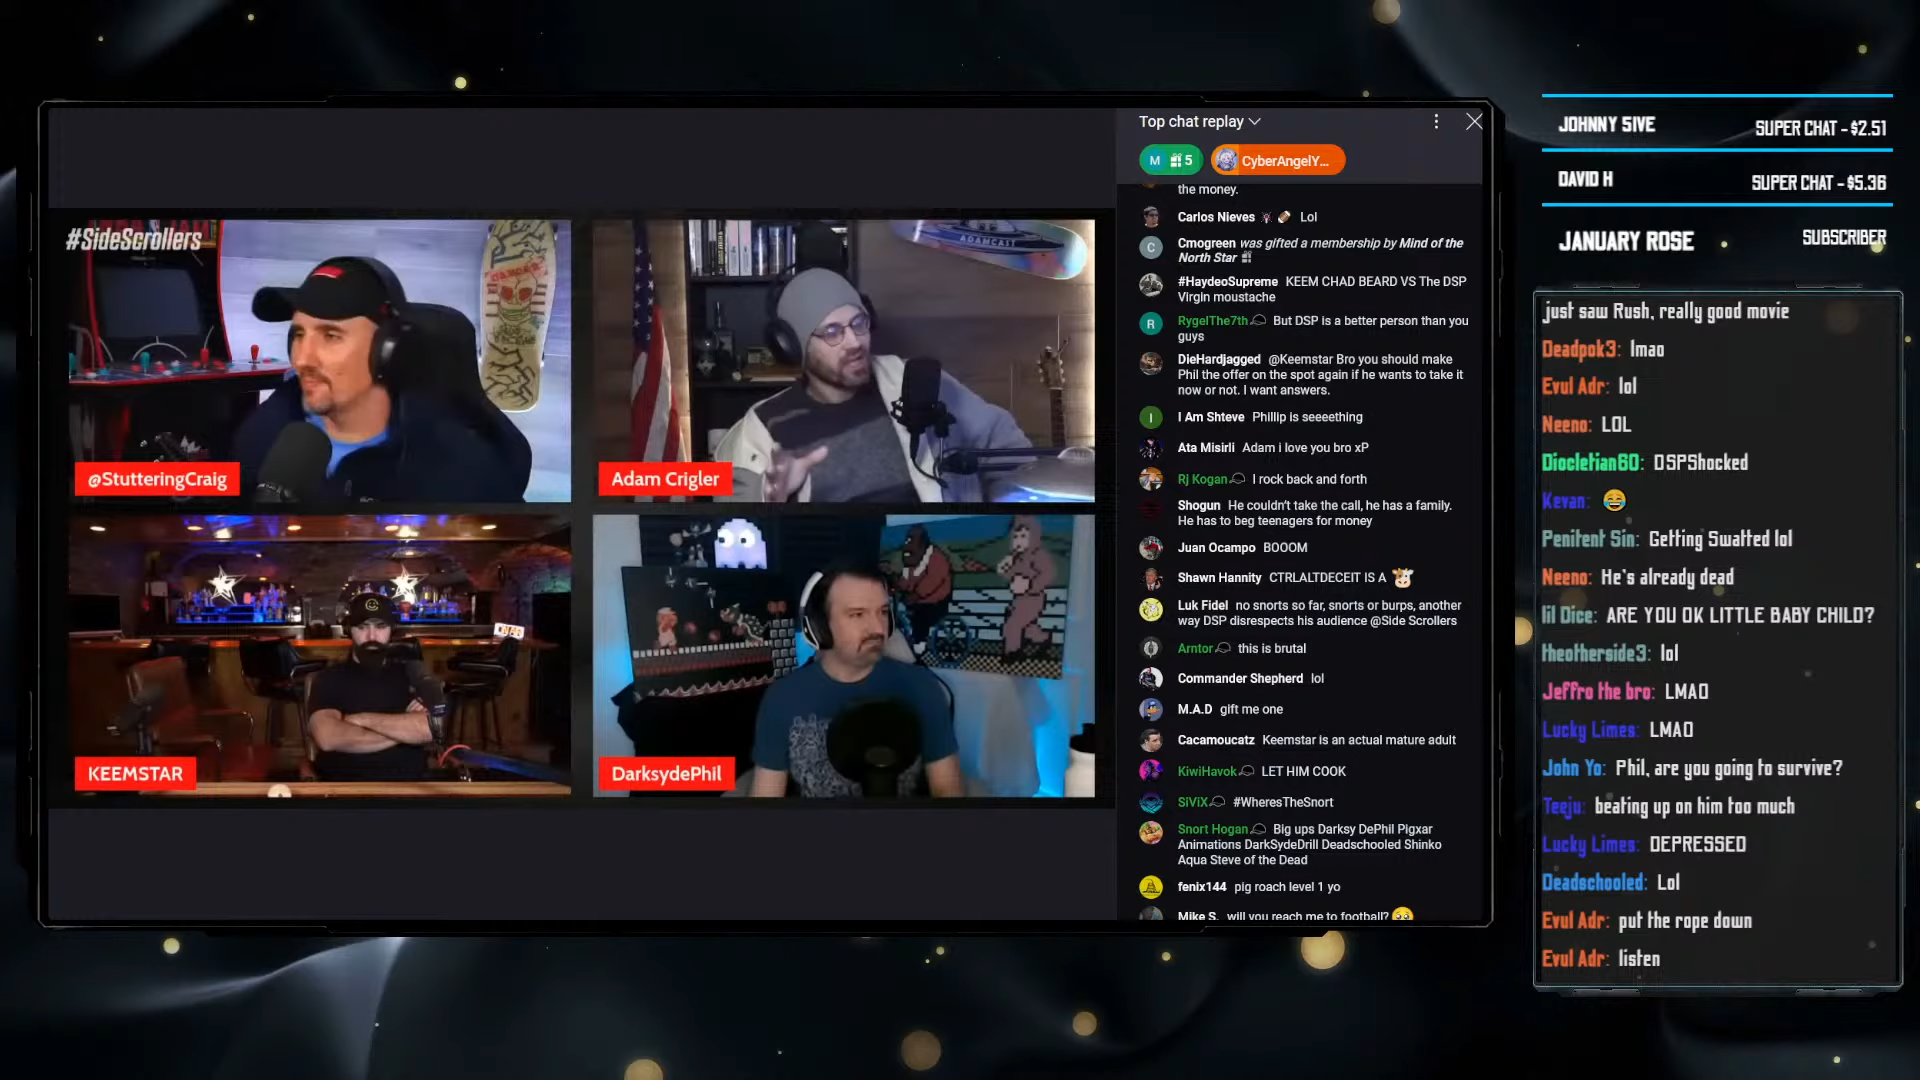 #SideScrollers
@StutteringCraig
ADAMCAST
Adam Crigler
KEEMSTAR
DarksydePhil
Top chat replay
M 5
CyberAngelY...
the money.
Carlos Nieves Lol
Cmogreen was gifted a membership by Mind of the
North Star
#HaydeoSupreme KEEM CHAD BEARD VS The DSP
Virgin moustache
R
RygelThe7th But DSP is a better person than you
guys
DieHardjagged @Keemstar Bro you should make
Phil the offer on the spot again if he wants to take it
now or not. I want answers.
I
I Am Shteve Phillip is seeeething
Ata Misirli Adam i love you bro xP
Rj Kogan I rock back and forth
Shogun He couldn't take the call, he has a family.
He has to beg teenagers for money
Juan Ocampo BOOOM
Shawn Hannity CTRLALTDECEIT IS A 🐮
Luk Fidel no snorts so far, snorts or burps, another
way DSP disrespects his audience @Side Scrollers
Arntor this is brutal
Commander Shepherd lol
M.A.D gift me one
Cacamoucatz Keemstar is an actual mature adult
KiwiHavok LET HIM COOK
SiViX #WheresTheSnort
Snort Hogan Big ups Darksy DePhil Pigxar
Animations DarkSydeDrill Deadschooled Shinko
Aqua Steve of the Dead
fenix144 pig roach level 1 yo
Mike S. will you reach me to football?
JOHNNY 5IVE SUPER CHAT - $2.51
DAVID H SUPER CHAT - $5.36
JANUARY ROSE SUBSCRIBER
just saw Rush, really good movie
Deadpok3: lmao
Evul Adr: lol
Neeno: LOL
Diocletian60: DSPShocked
Kevan: 😂
Penitent Sin: Getting Swatted lol
Neeno: He's already dead
lil Dice: ARE YOU OK LITTLE BABY CHILD?
theotherside3: lol
Jeffro the bro: LMAO
Lucky Limes: LMAO
John Yo: Phil, are you going to survive?
Teeju: beating up on him too much
Lucky Limes: DEPRESSED
Deadschooled: Lol
Evul Adr: put the rope down
Evul Adr: listen